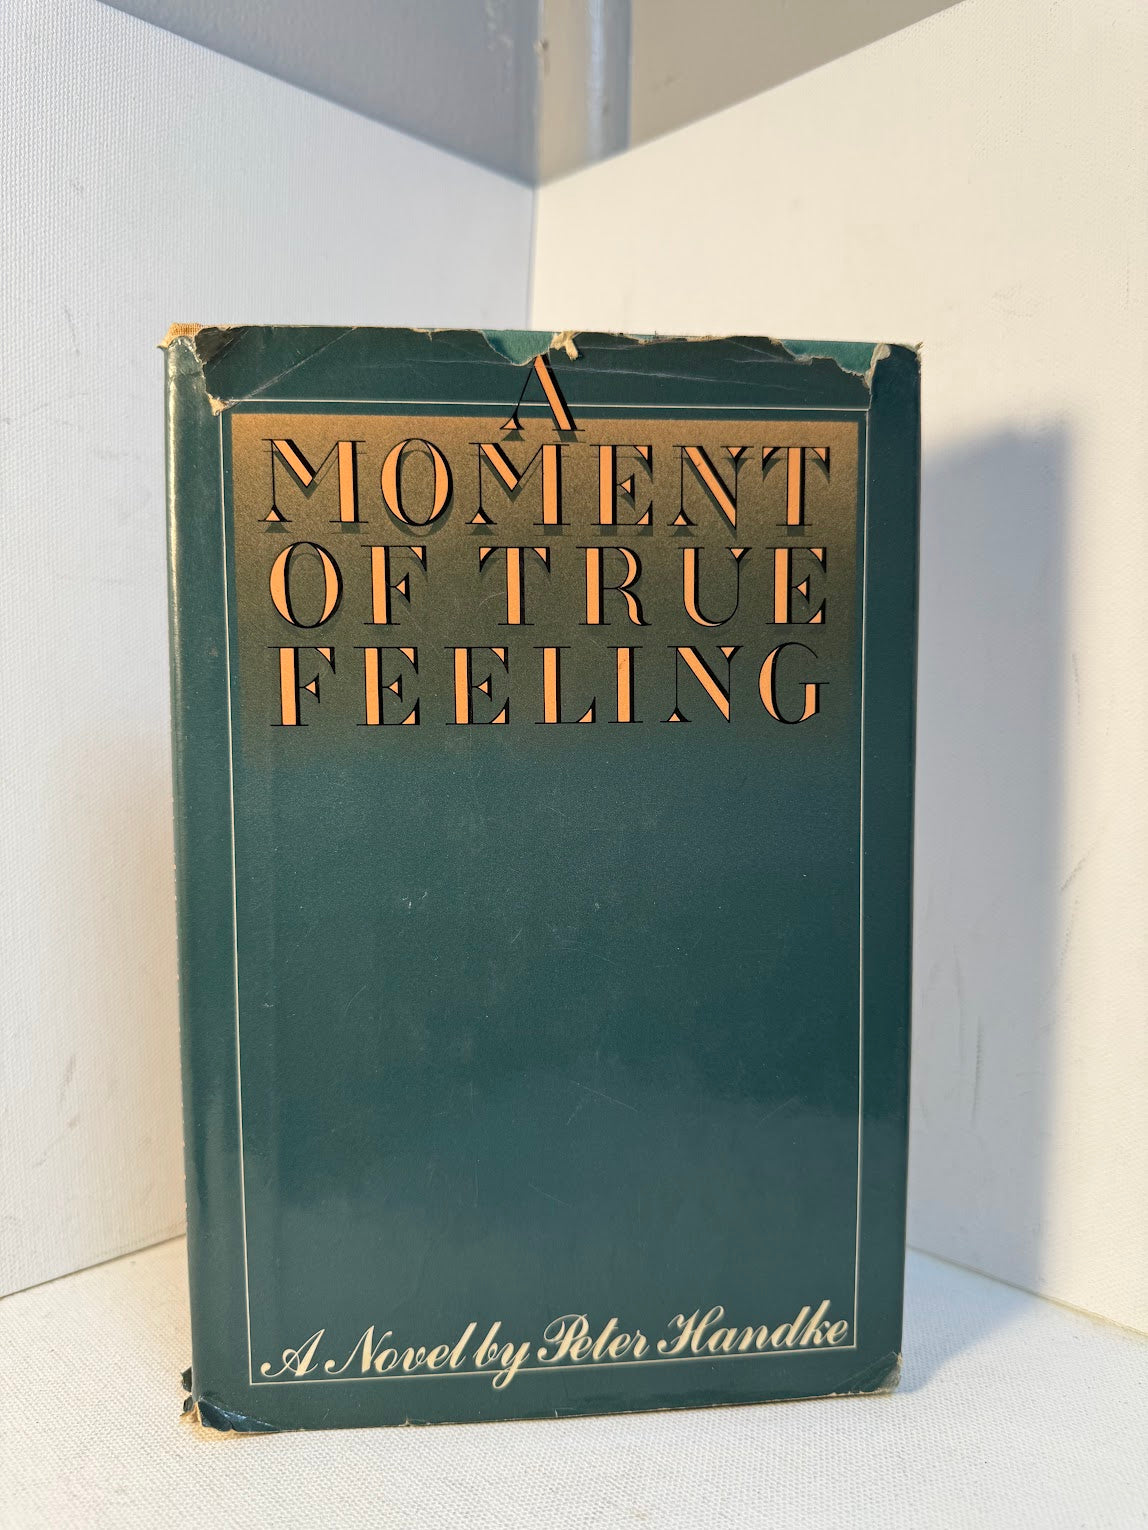 A
MOMENT
OF TRUE
FEELING
A Novel by Peter Handke